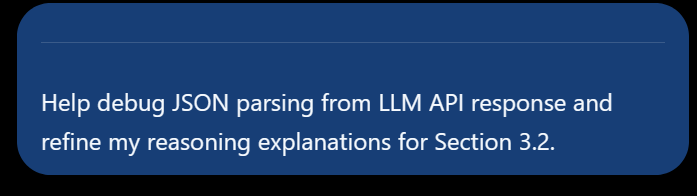 Help debug JSON parsing from LLM API response and
refine my reasoning explanations for Section 3.2.